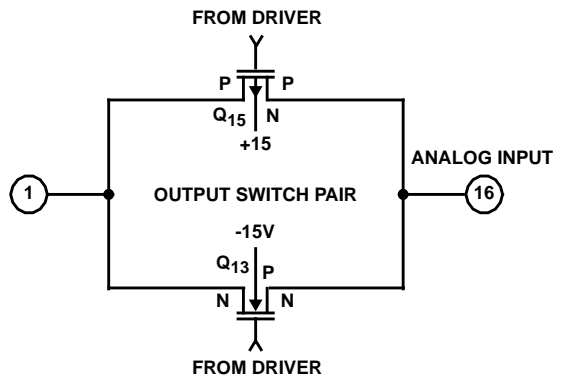 FROM DRIVER
P P
Q15 N
+15
ANALOG INPUT
1 OUTPUT SWITCH PAIR 16
-15V
Q13 P
N N
FROM DRIVER